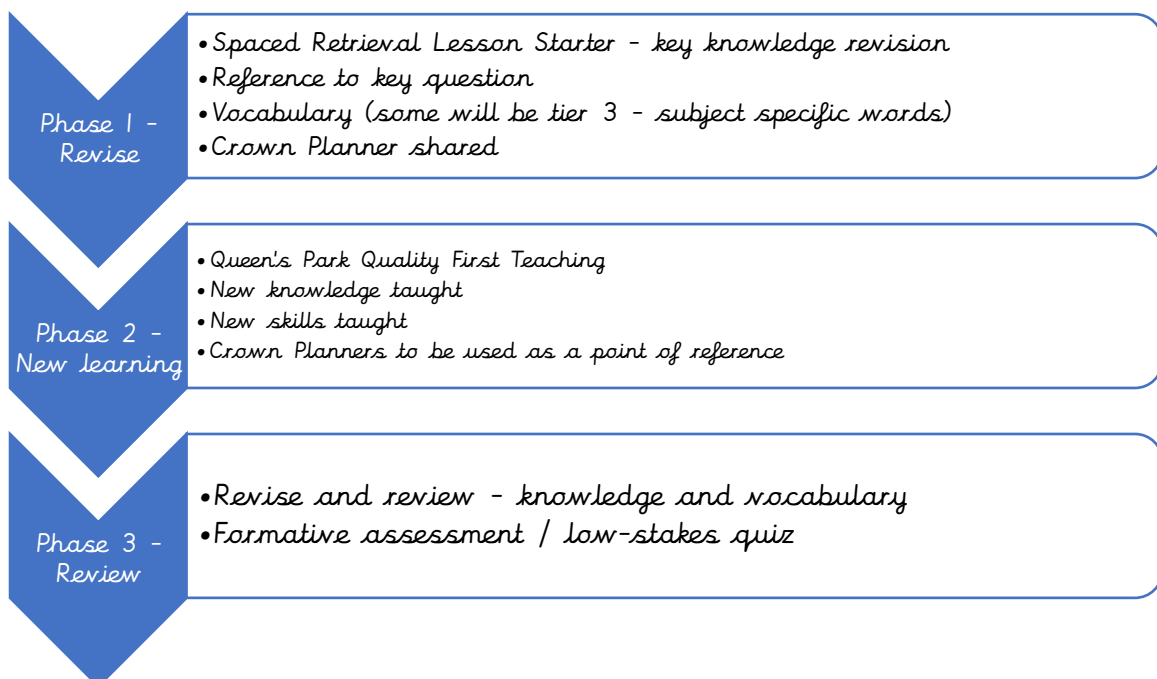 Phase 1 -
Revise
•Spaced Retrieval Lesson Starter - key knowledge revision
•Reference to key question
•Vocabulary (some will be tier 3 - subject specific words)
•Crown Planner shared
Phase 2 -
New learning
•Queen's Park Quality First Teaching
•New knowledge taught
•New skills taught
•Crown Planners to be used as a point of reference
Phase 3 -
Review
•Revise and review - knowledge and vocabulary
•Formative assessment / low-stakes quiz